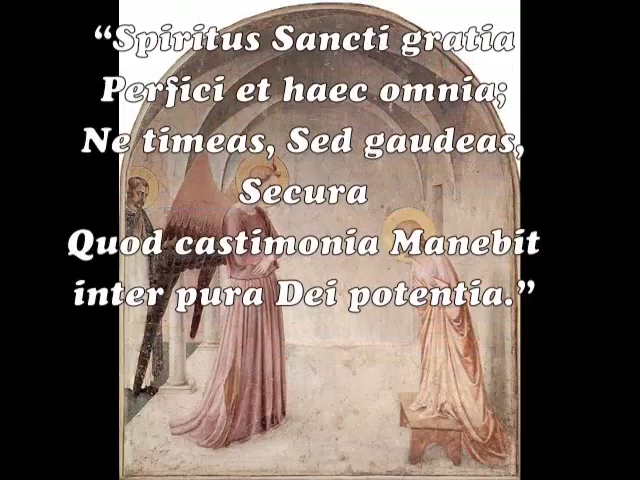 “Spiritus Sancti gratia
Perfici et haec omnia;
Ne timeas, Sed gaudeas,
Secura
Quod castimonia Manebit
inter pura Dei potentia.”